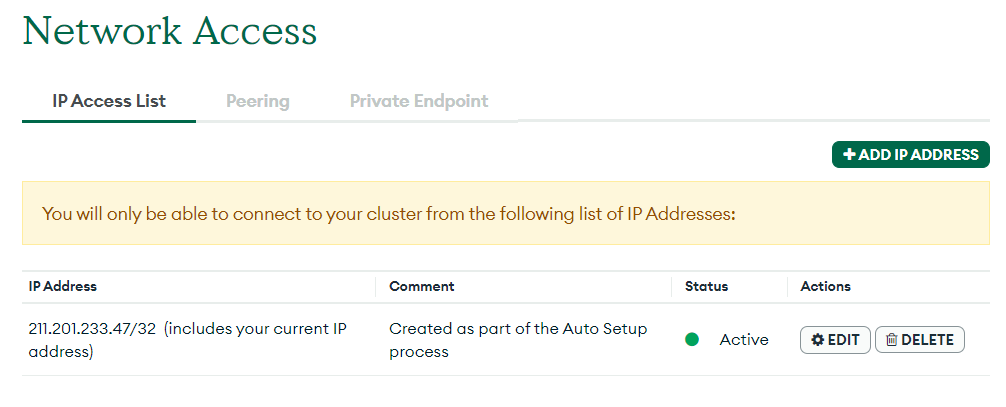 Network Access
IP Access List
Peering
Private Endpoint
+ ADD IP ADDRESS
You will only be able to connect to your cluster from the following list of IP Addresses:
IP Address
Comment
Status
Actions
211.201.233.47/32 (includes your current IP
address)
Created as part of the Auto Setup
process
Active
EDIT
DELETE